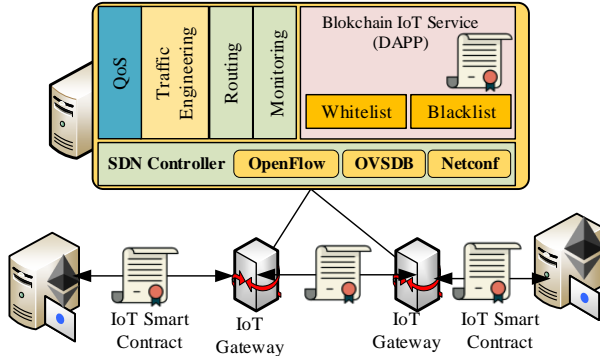 QoS
Traffic
Engineering
Routing
Monitoring
Blokchain IoT Service
(DAPP)
Whitelist
Blacklist
SDN Controller
OpenFlow
OVSDB
Netconf
IoT Smart
Contract
IoT
Gateway
IoT
Gateway
IoT Smart
Contract